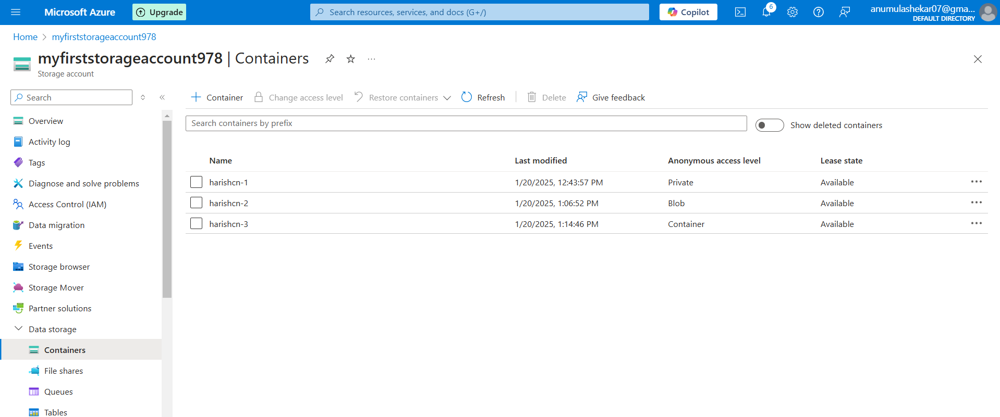 Microsoft Azure
Upgrade
Search resources, services, and docs (G+/)
Copilot
6
anumulashekar07@gma...
DEFAULT DIRECTORY
Home > myfirststorageaccount978
myfirststorageaccount978 | Containers
Storage account
Search
Container
Change access level
Restore containers
Refresh
Delete
Give feedback
Overview
Activity log
Tags
Diagnose and solve problems
Access Control (IAM)
Data migration
Events
Storage browser
Storage Mover
Partner solutions
Data storage
Containers
File shares
Queues
Tables
Search containers by prefix
Show deleted containers
Name Last modified Anonymous access level Lease state
harishcn-1 1/20/2025, 12:43:57 PM Private Available
harishcn-2 1/20/2025, 1:06:52 PM Blob Available
harishcn-3 1/20/2025, 1:14:46 PM Container Available